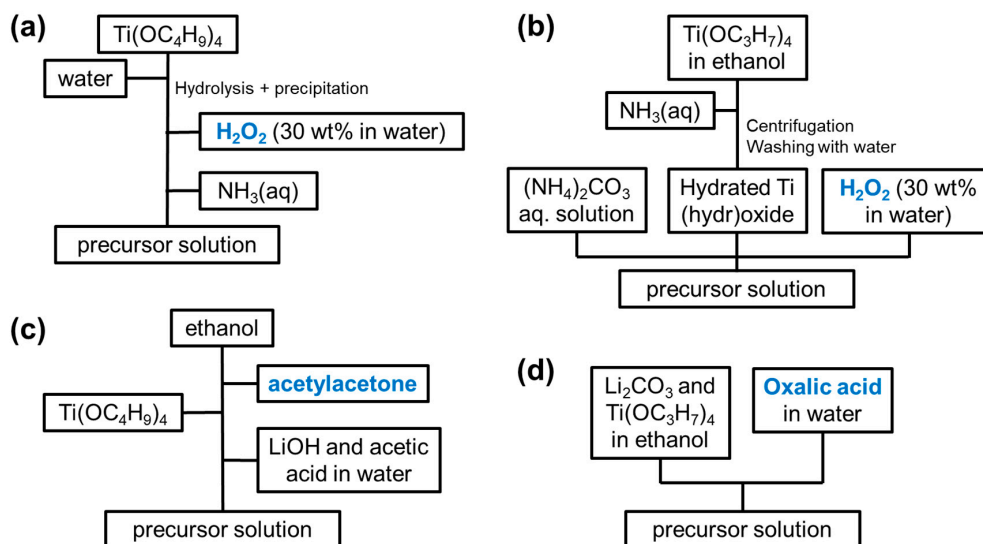 (a)
Ti(OC₄H₉)₄
water
Hydrolysis + precipitation
H₂O₂ (30 wt% in water)
NH₃(aq)
precursor solution
(b)
Ti(OC₃H₇)₄
in ethanol
NH₃(aq)
Centrifugation
Washing with water
(NH₄)₂CO₃
aq. solution
Hydrated Ti
(hydr)oxide
H₂O₂ (30 wt%
in water)
precursor solution
(c)
ethanol
acetylacetone
Ti(OC₄H₉)₄
LiOH and acetic
acid in water
precursor solution
(d)
Li₂CO₃ and
Ti(OC₃H₇)₄
in ethanol
Oxalic acid
in water
precursor solution